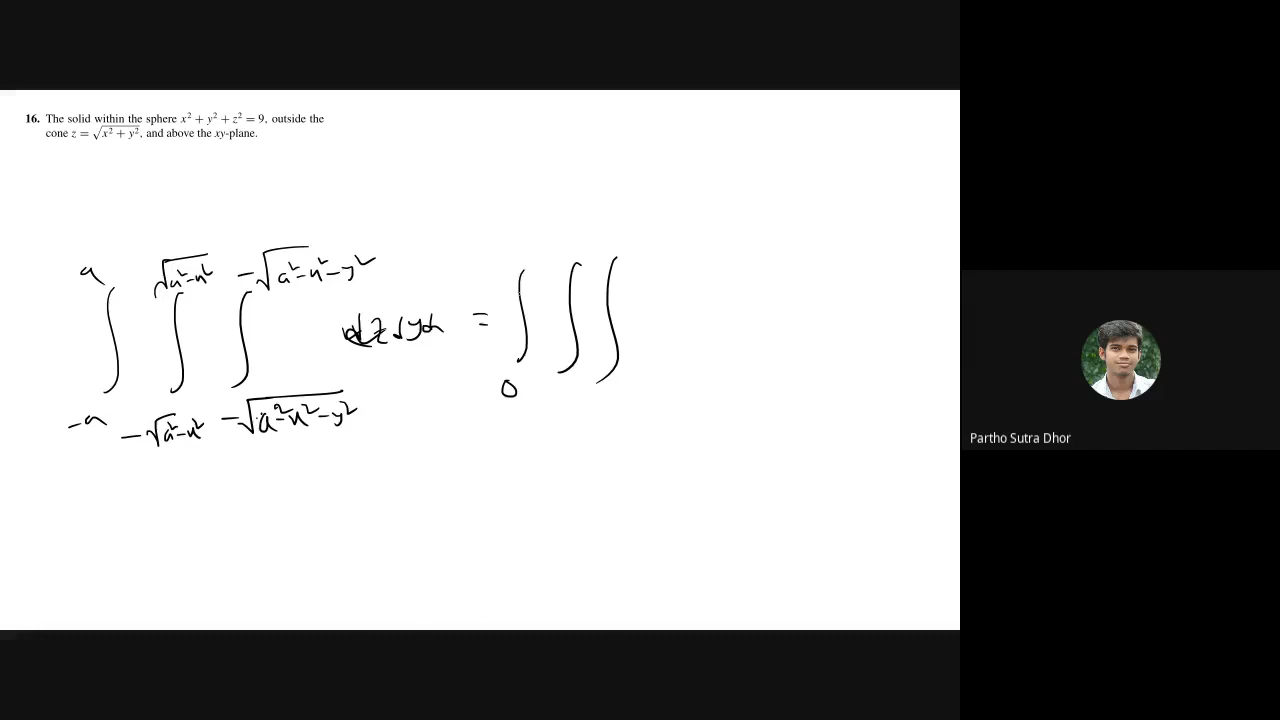 16. The solid within the sphere x² + y² + z² = 9, outside the
cone z = √(x² + y²), and above the xy-plane.
a √(a²-x²) -√(a²-x²-y²)
∫ ∫ ∫ dz dy d = ∫ ∫ ∫
-a -√(a²-x²) -√(a²-x²-y²) 0
Partho Sutra Dhor